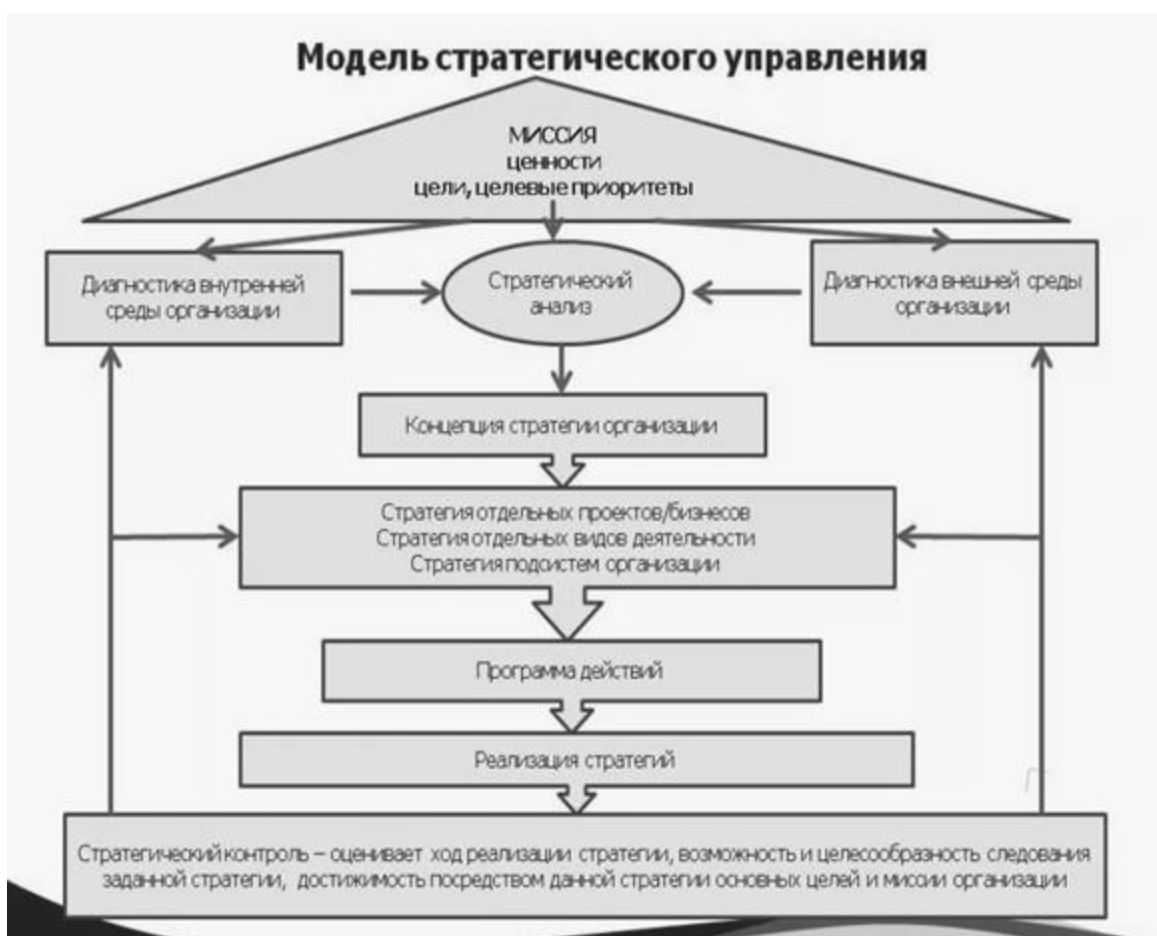 Модель стратегического управления
МИССИЯ
ценности
цели, целевые приоритеты
Диагностика внутренней
среды организации
Стратегический
анализ
Диагностика внешней среды
организации
Концепция стратегии организации
Стратегия отдельных проектов/бизнесов
Стратегия отдельных видов деятельности
Стратегия подсистем организации
Программа действий
Реализация стратегий
Стратегический контроль – оценивает ход реализации стратегии, возможность и целесообразность следования
заданной стратегии, достижимость посредством данной стратегии основных целей и миссии организации